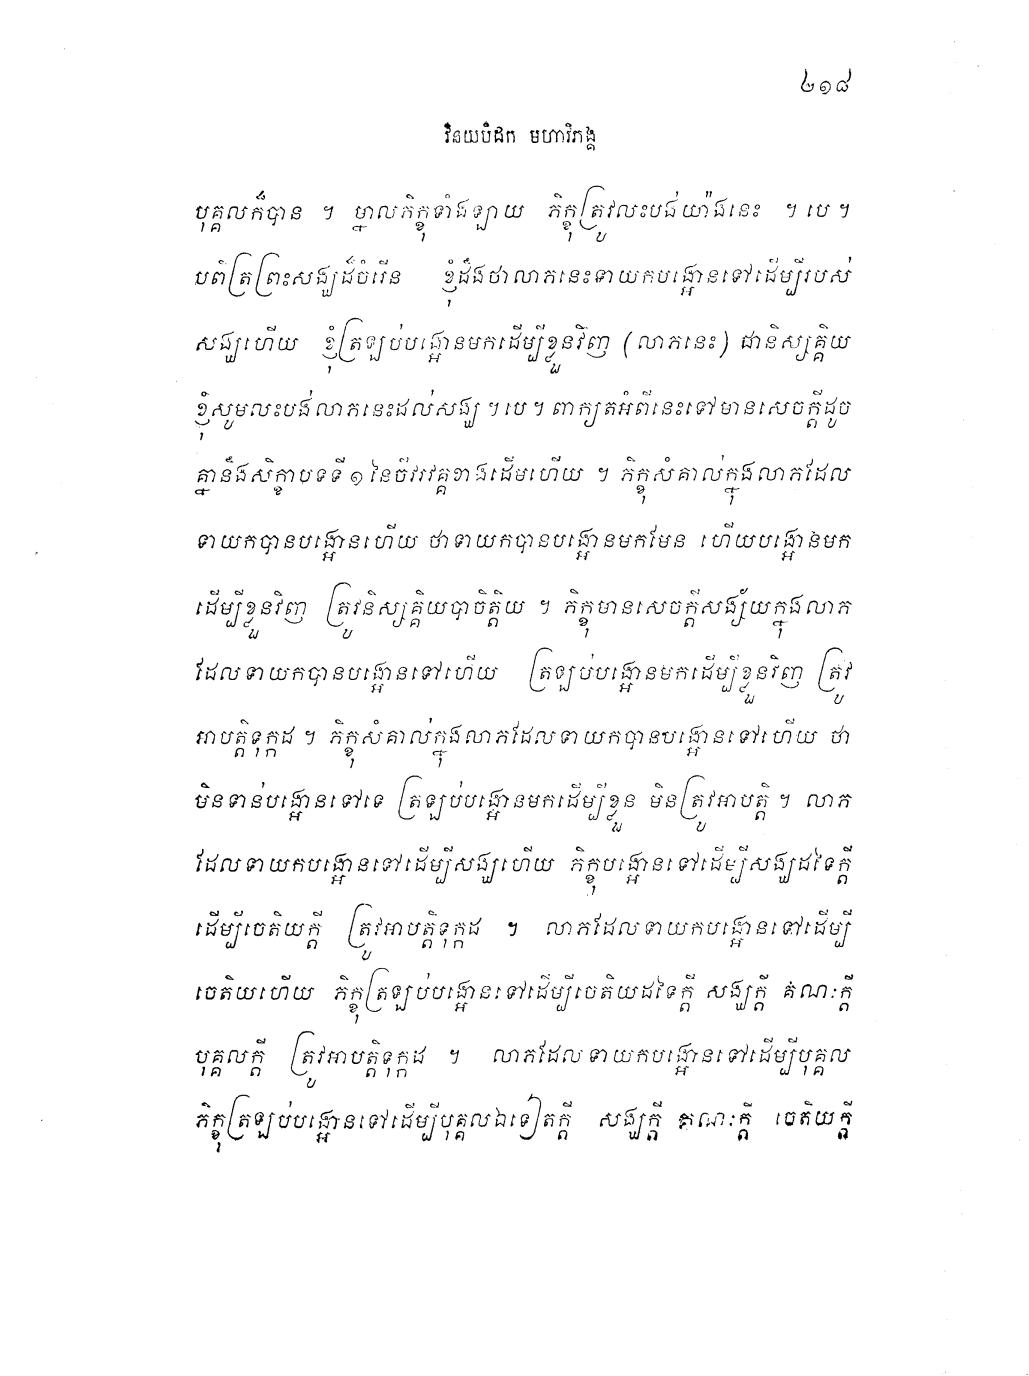 ២១៨
វិនយបិដក មហាវិភង្គ
បុគ្គលក៏បាន ។ ម្នាលភិក្ខុទាំងឡាយ ភិក្ខុត្រូវលះបង់យ៉ាងនេះ ។ បេ ។
បពិត្រព្រះសង្ឃដ៏ចំរើន ខ្ញុំដឹងថាលាភនេះទាយកបង្អោនទៅដើម្បីរបស់
សង្ឃហើយ ខ្ញុំត្រឡប់បង្អោនមកដើម្បីខ្លួនវិញ (លាភនេះ) ជានិស្សគ្គិយ
ខ្ញុំសូមលះបង់លាភនេះដល់សង្ឃ ។ បេ ។ ពាក្យតអំពីនេះទៅមានសេចក្តីដូច
គ្នានឹងសិក្ខាបទទី ១ នៃចីវរវគ្គខាងដើមហើយ ។ ភិក្ខុសំគាល់ក្នុងលាភដែល
ទាយកបានបង្អោនហើយ ថាទាយកបានបង្អោនមកមែន ហើយបង្អោនមក
ដើម្បីខ្លួនវិញ ត្រូវនិស្សគ្គិយបាចិត្តិយ ។ ភិក្ខុមានសេចក្តីសង្ស័យក្នុងលាភ
ដែលទាយកបានបង្អោនទៅហើយ ត្រឡប់បង្អោនមកដើម្បីខ្លួនវិញ ត្រូវ
អាបត្តិទុក្កដ ។ ភិក្ខុសំគាល់ក្នុងលាភដែលទាយកបានបង្អោនទៅហើយ ថា
មិនទាន់បង្អោនទៅទេ ត្រឡប់បង្អោនមកដើម្បីខ្លួន មិនត្រូវអាបត្តិ ។ លាភ
ដែលទាយកបង្អោនទៅដើម្បីសង្ឃហើយ ភិក្ខុបង្អោនទៅដើម្បីសង្ឃដទៃក្តី
ដើម្បីចេតិយក្តី ត្រូវអាបត្តិទុក្កដ ។ លាភដែលទាយកបង្អោនទៅដើម្បី
ចេតិយហើយ ភិក្ខុត្រឡប់បង្អោនទៅដើម្បីចេតិយដទៃក្តី សង្ឃក្តី គណៈក្តី
បុគ្គលក្តី ត្រូវអាបត្តិទុក្កដ ។ លាភដែលទាយកបង្អោនទៅដើម្បីបុគ្គល
ភិក្ខុត្រឡប់បង្អោនទៅដើម្បីបុគ្គលឯទៀតក្តី សង្ឃក្តី គណៈក្តី ចេតិយក្តី